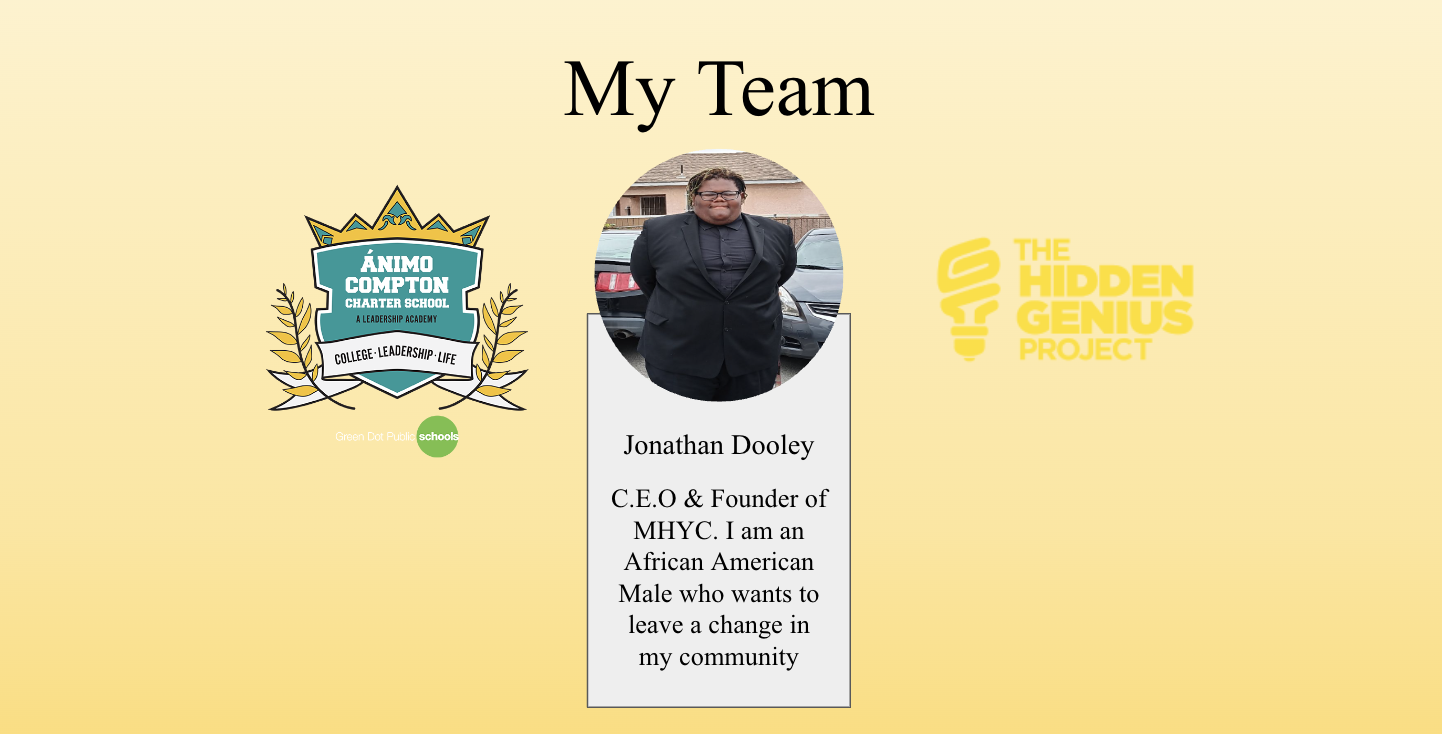 My Team
ÁNIMO
COMPTON
CHARTER SCHOOL
A LEADERSHIP ACADEMY
COLLEGE · LEADERSHIP · LIFE
Green Dot Public schools
Jonathan Dooley
C.E.O & Founder of
MHYC. I am an
African American
Male who wants to
leave a change in
my community
THE
HIDDEN
GENIUS
PROJECT